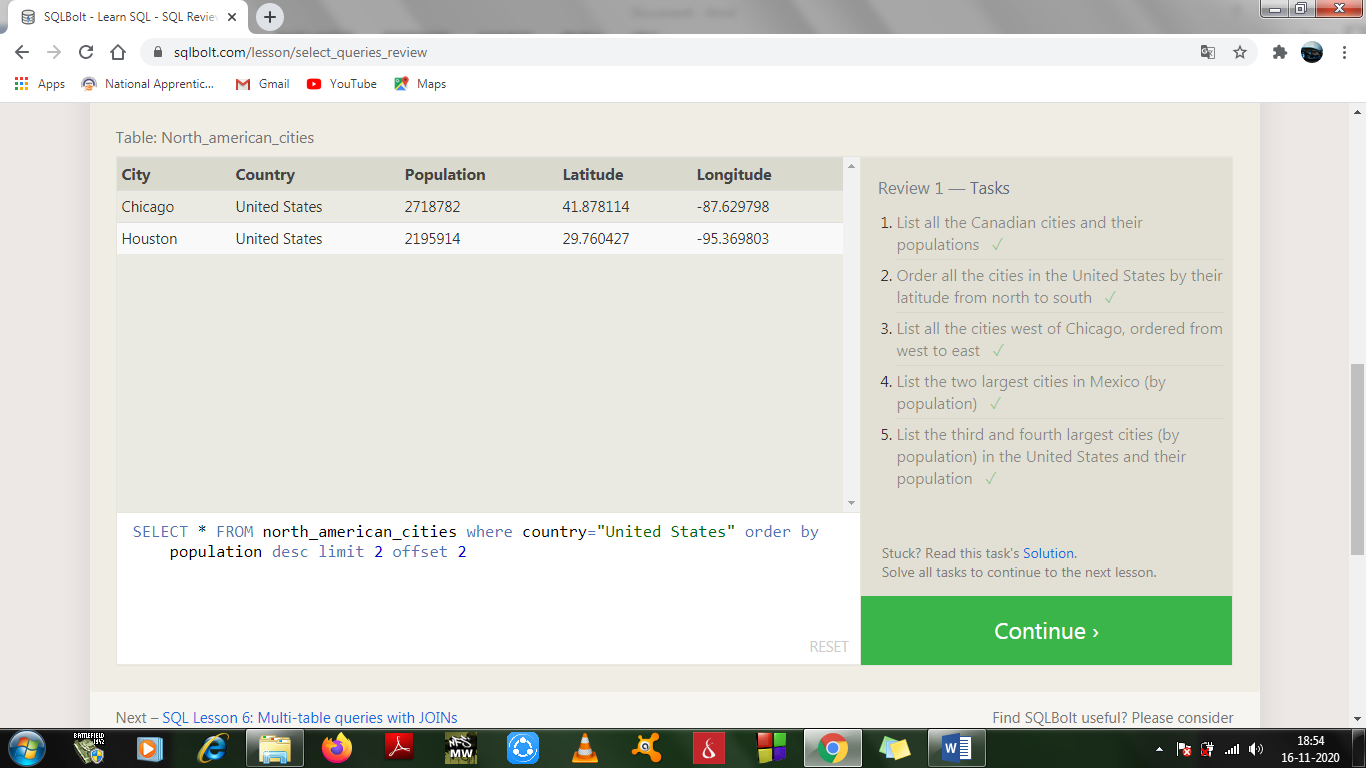 SQLBolt - Learn SQL - SQL Review
sqlbolt.com/lesson/select_queries_review
Apps National Apprentic... Gmail YouTube Maps
Table: North_american_cities
City Country Population Latitude Longitude
Chicago United States 2718782 41.878114 -87.629798
Houston United States 2195914 29.760427 -95.369803
SELECT * FROM north_american_cities where country="United States" order by
population desc limit 2 offset 2
RESET
Review 1 — Tasks
1. List all the Canadian cities and their
populations ✓
2. Order all the cities in the United States by their
latitude from north to south ✓
3. List all the cities west of Chicago, ordered from
west to east ✓
4. List the two largest cities in Mexico (by
population) ✓
5. List the third and fourth largest cities (by
population) in the United States and their
population ✓
Stuck? Read this task's Solution.
Solve all tasks to continue to the next lesson.
Continue ›
Next – SQL Lesson 6: Multi-table queries with JOINs
Find SQLBolt useful? Please consider
BATTLEFIELD
1942
NFS
MW
18:54
16-11-2020